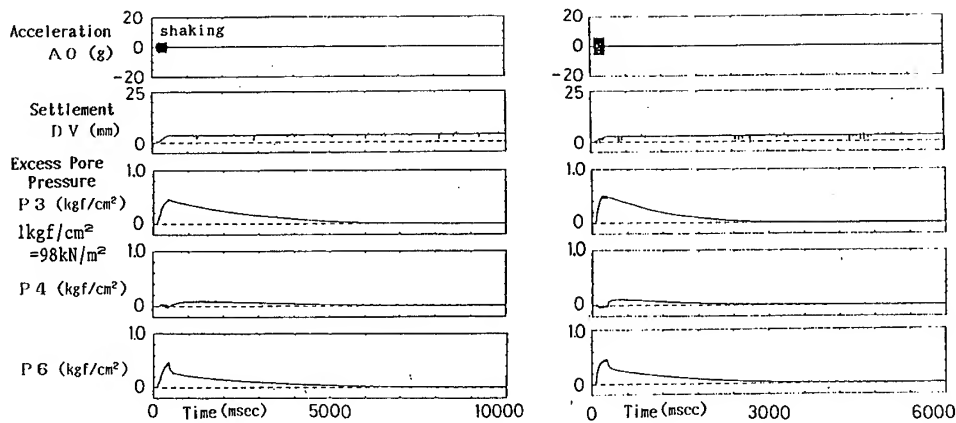 Acceleration
A0 (g)
20
0
-20
shaking
20
0
-20
Settlement
DV (mm)
25
0
25
0
Excess Pore
Pressure
P3 (kgf/cm²)
1kgf/cm²
=98kN/m²
1.0
0
1.0
0
P4 (kgf/cm²)
1.0
0
1.0
0
P6 (kgf/cm²)
1.0
0
1.0
0
0 Time(mscc) 5000 10000
0 Time(mscc) 3000 6000